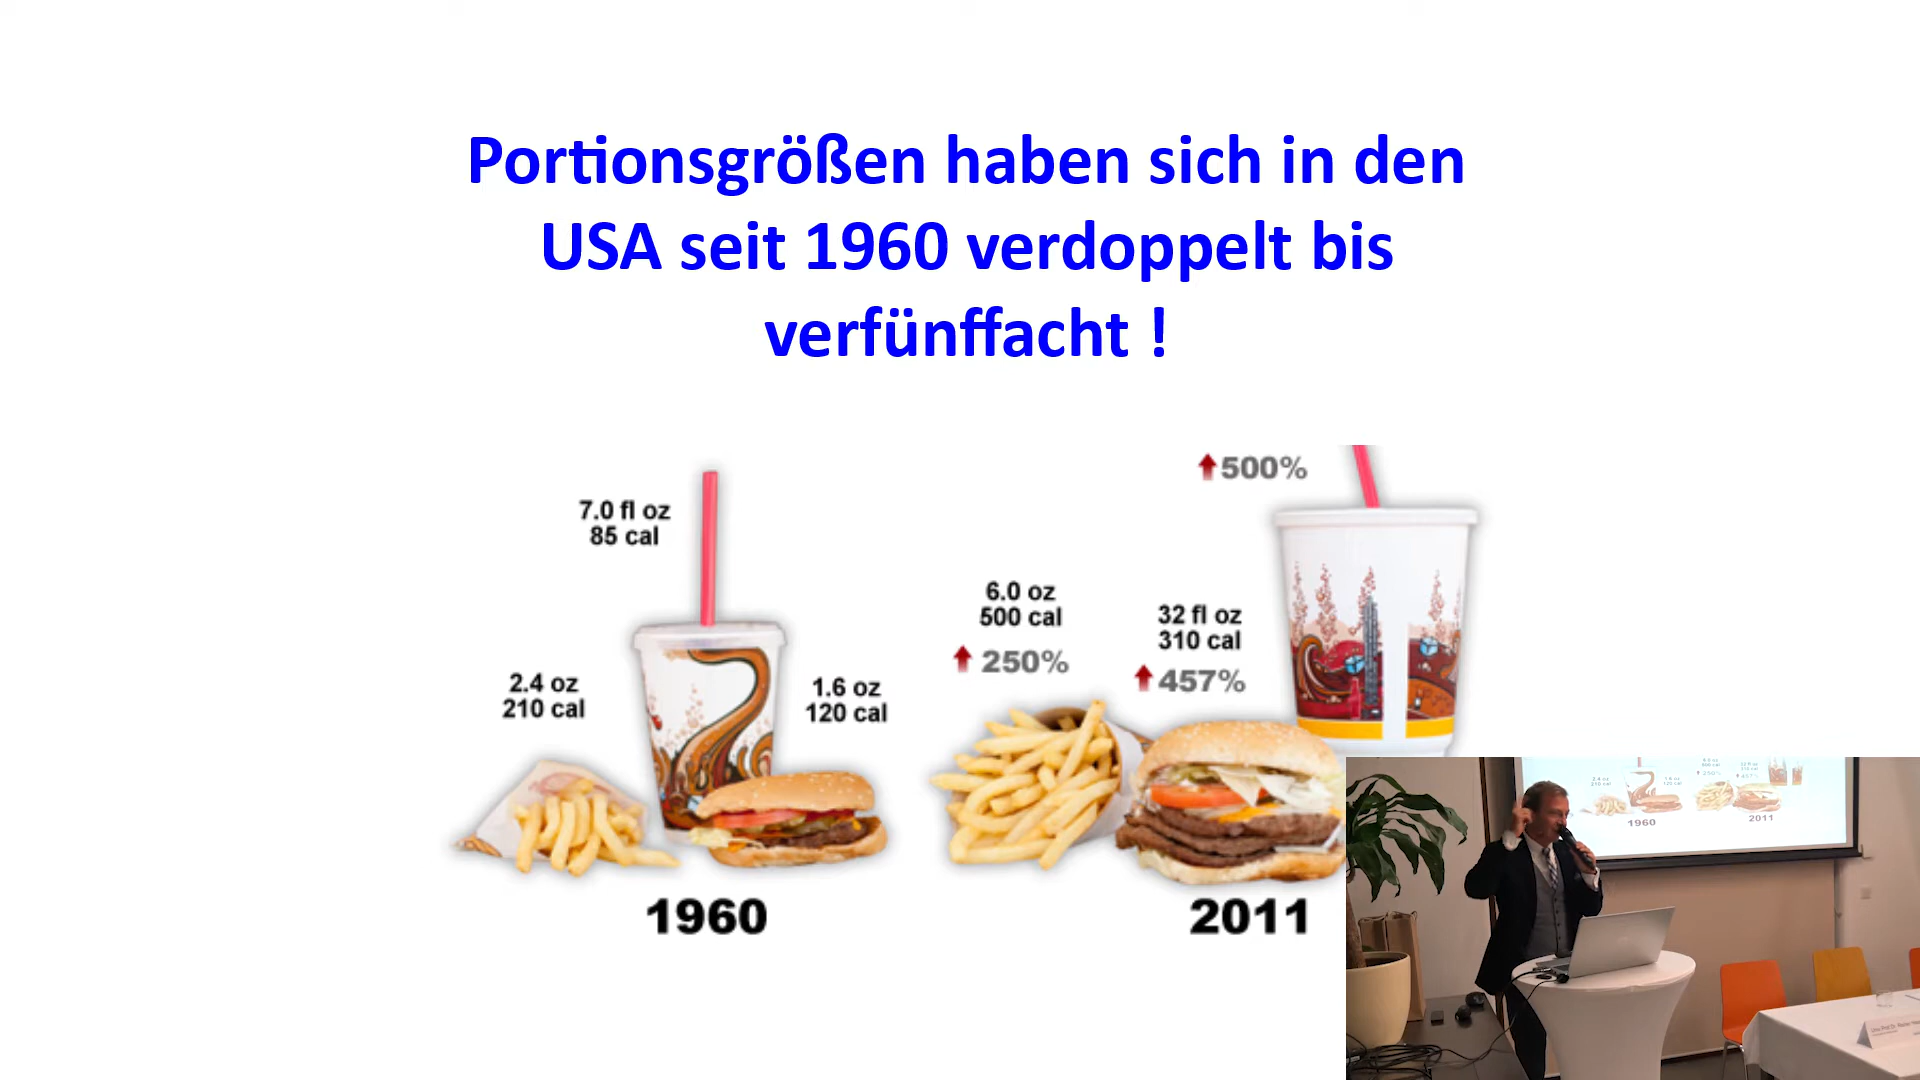 Portionsgrößen haben sich in den
USA seit 1960 verdoppelt bis
verfünffacht !
7.0 fl oz
85 cal
2.4 oz
210 cal
1.6 oz
120 cal
1960
500%
6.0 oz
500 cal
250%
32 fl oz
310 cal
457%
2011
1960
2011